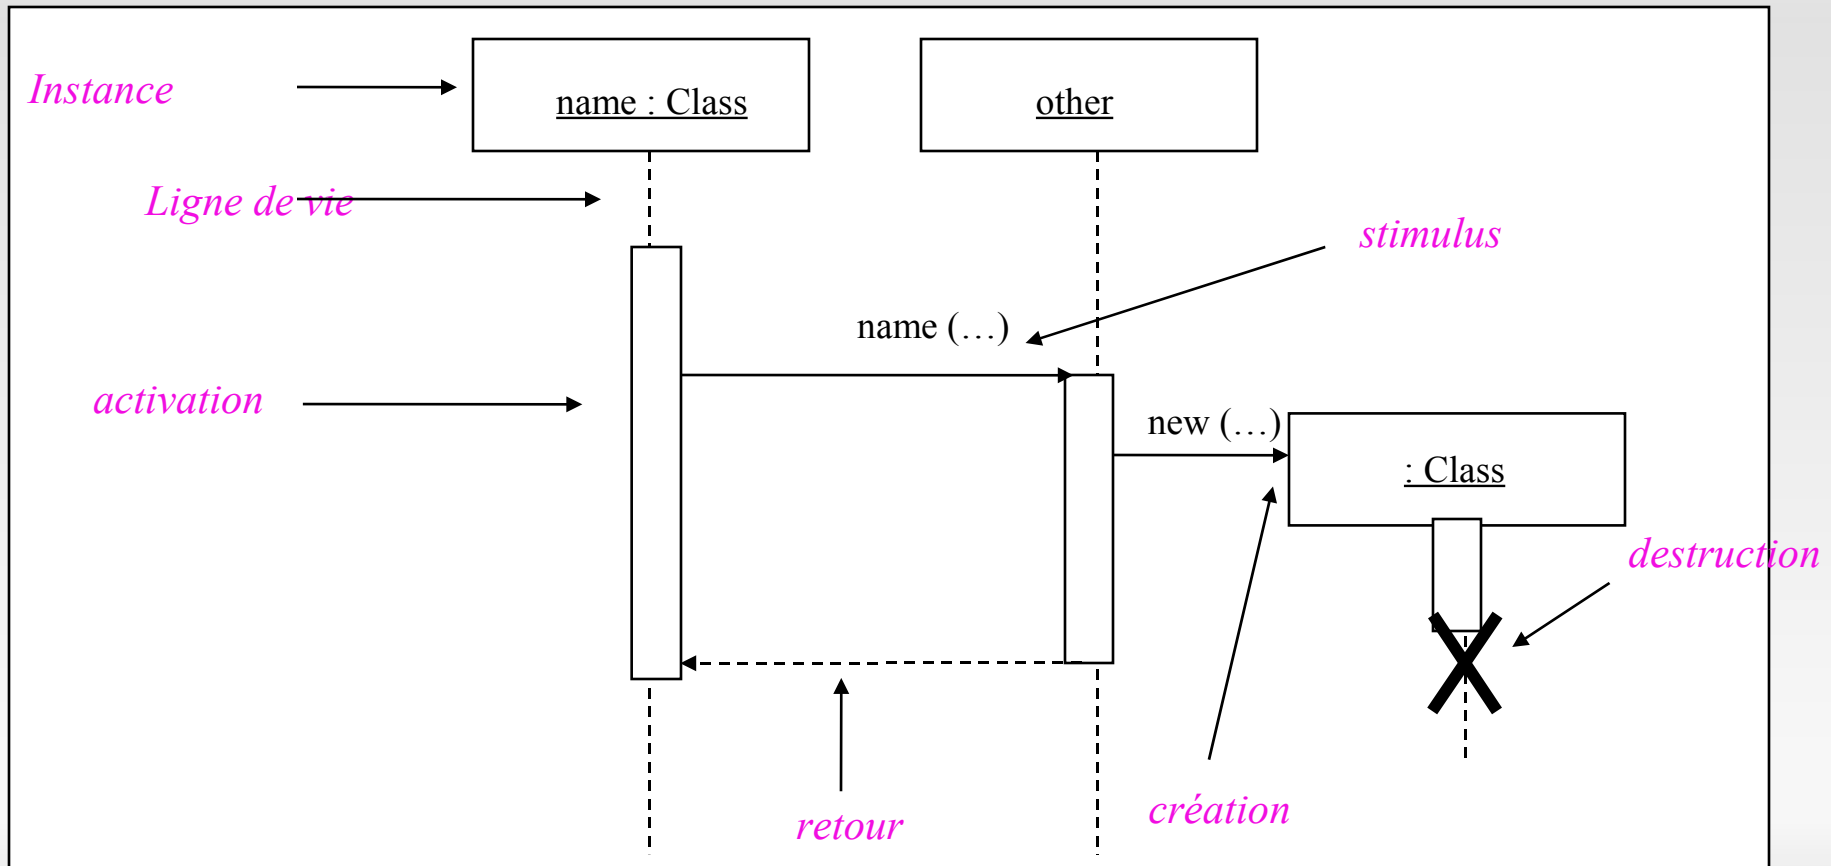 Instance
name : Class
other
Ligne de vie
stimulus
name (…)
activation
new (…)
: Class
destruction
création
retour